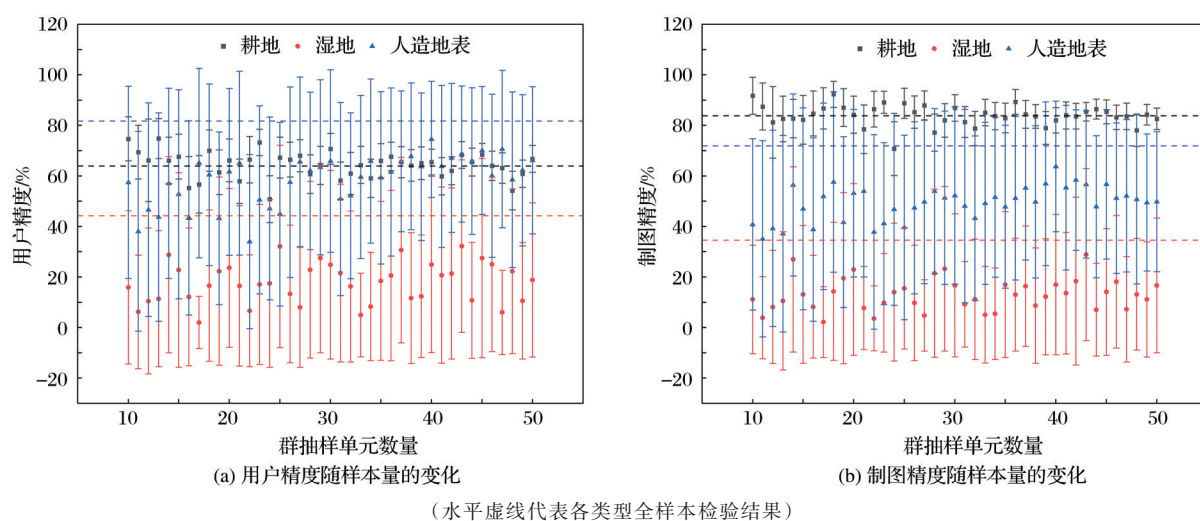 120
100
80
60
40
20
0
−20
用户精度/%
耕地 湿地 人造地表
10 20 30 40 50
群抽样单元数量
(a) 用户精度随样本量的变化
120
100
80
60
40
20
0
−20
制图精度/%
耕地 湿地 人造地表
10 20 30 40 50
群抽样单元数量
(b) 制图精度随样本量的变化
（水平虚线代表各类型全样本检验结果）